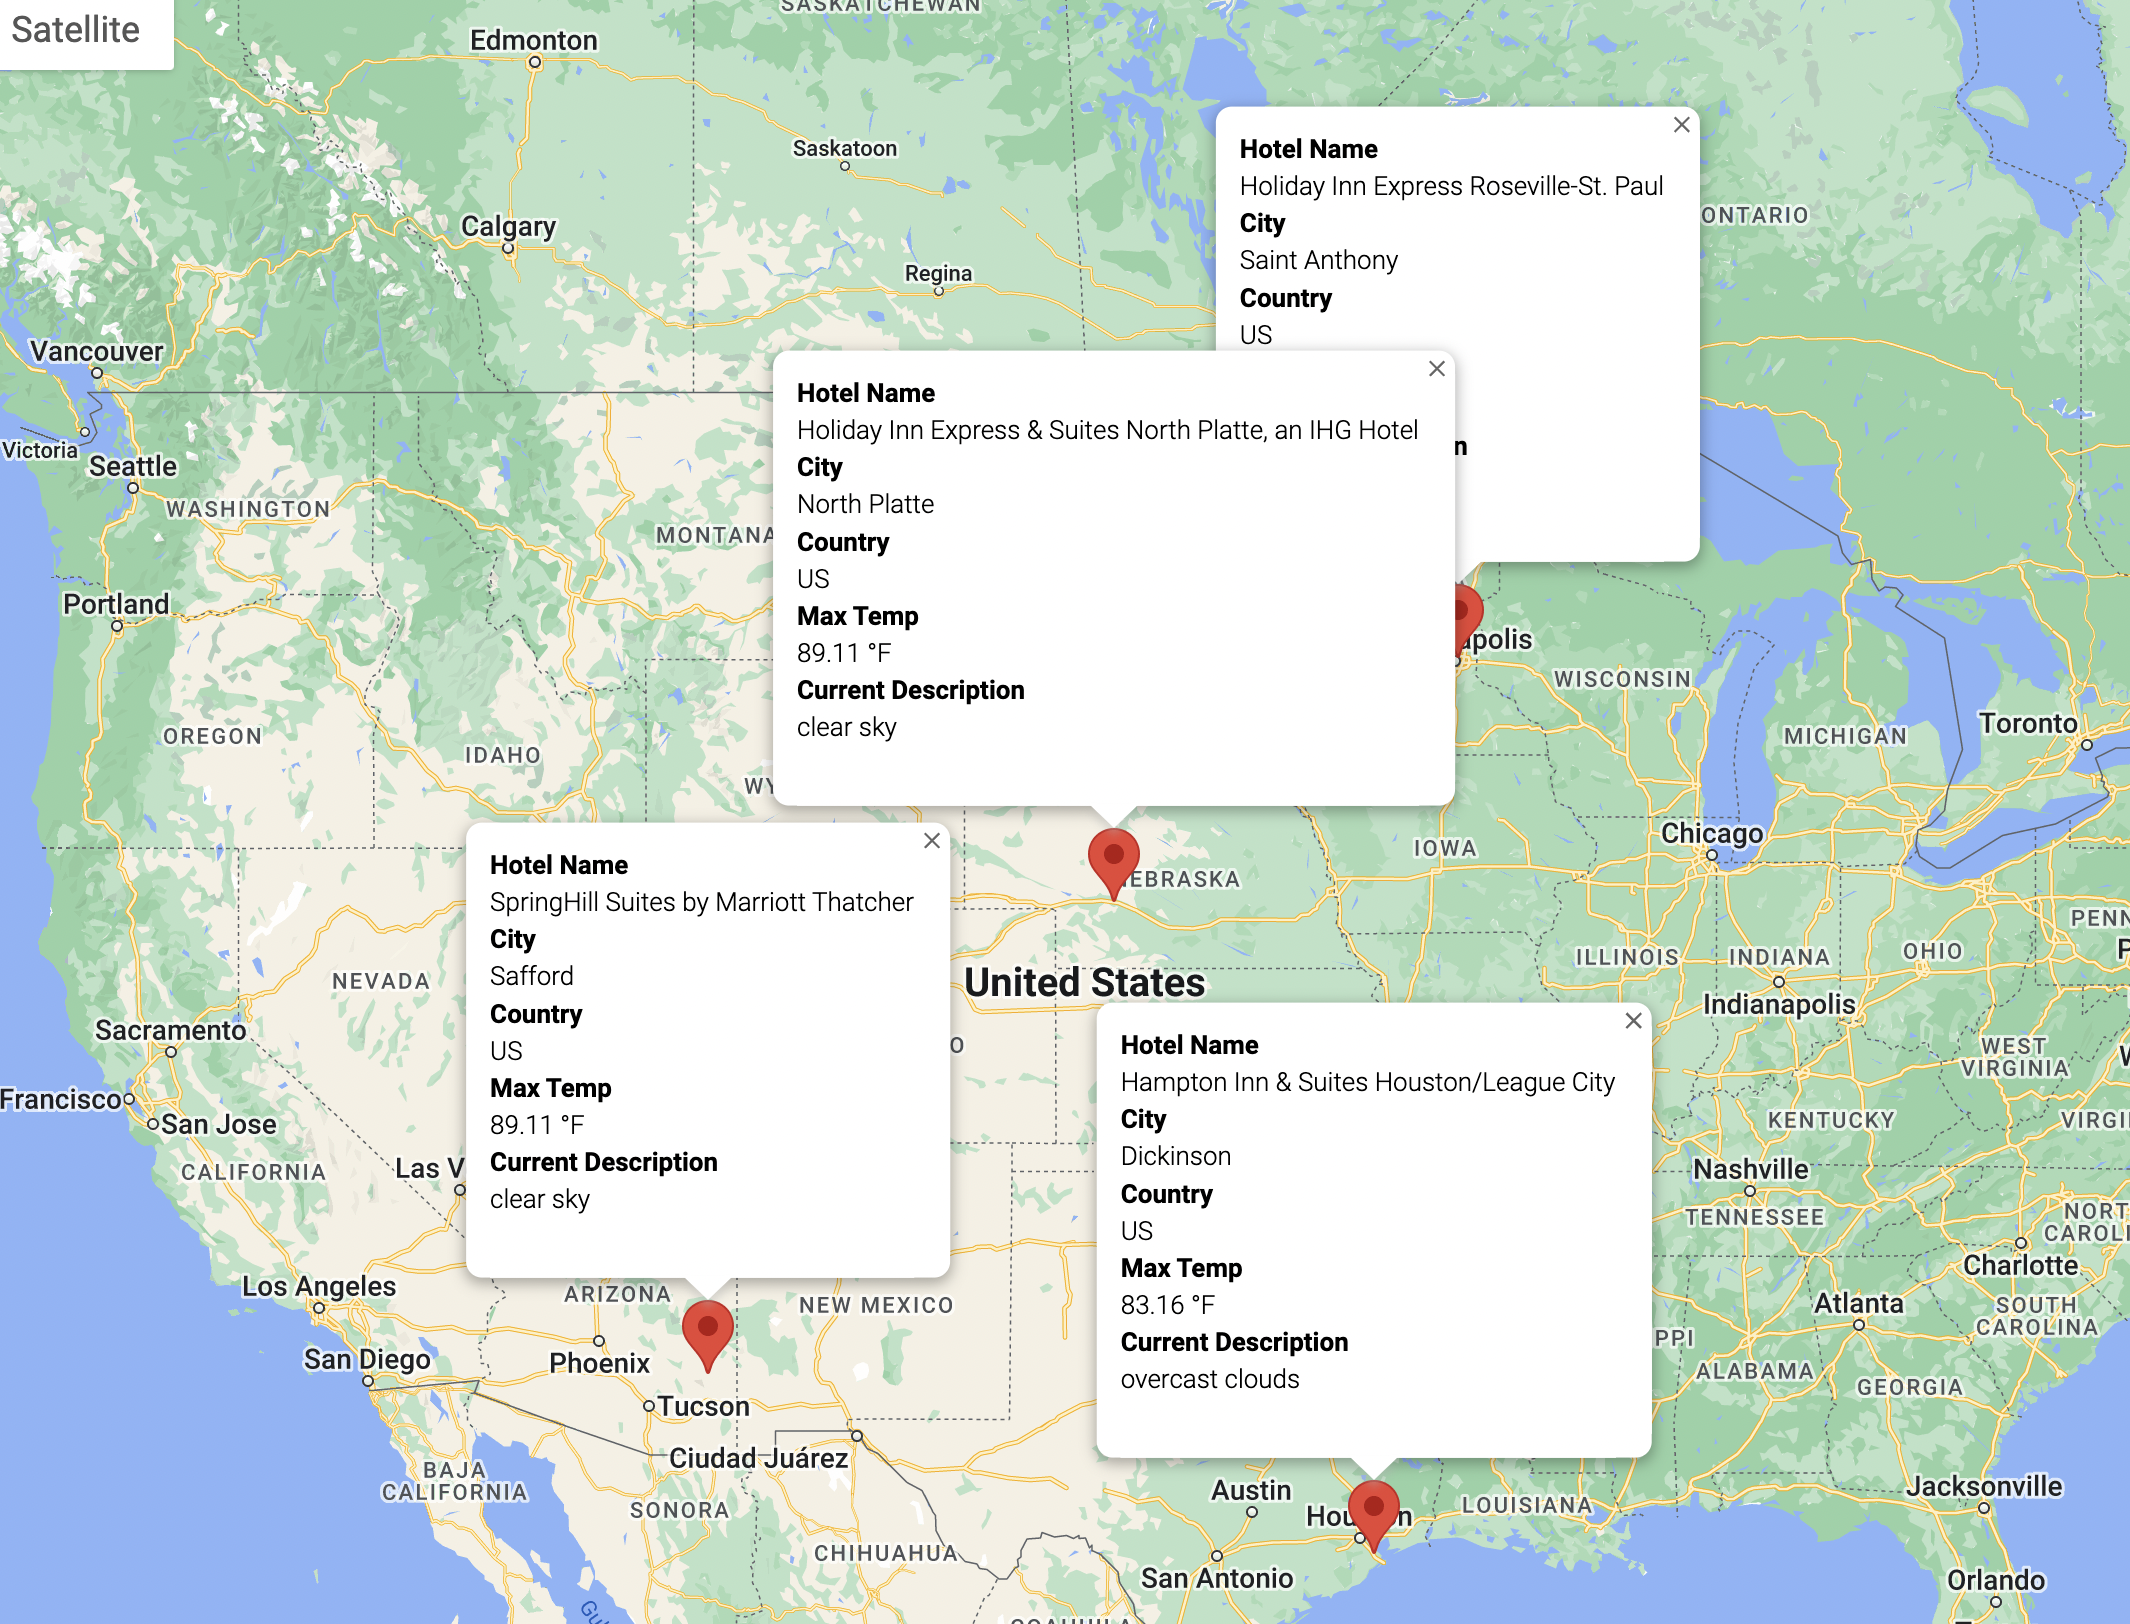 Satellite
SASKATCHEWAN
Edmonton
Saskatoon
Calgary
Regina
ONTARIO
Vancouver
Victoria
Seattle
WASHINGTON
MONTANA
Portland
OREGON
IDAHO
WY
Hotel Name
Holiday Inn Express Roseville-St. Paul
City
Saint Anthony
Country
US
n
Hotel Name
Holiday Inn Express & Suites North Platte, an IHG Hotel
City
North Platte
Country
US
Max Temp
89.11 °F
Current Description
clear sky
apolis
WISCONSIN
MICHIGAN
Toronto
Chicago
IOWA
EBRASKA
PENN
P
ILLINOIS
INDIANA
OHIO
Indianapolis
United States
Hotel Name
SpringHill Suites by Marriott Thatcher
City
Safford
Country
US
Max Temp
89.11 °F
Current Description
clear sky
NEVADA
Sacramento
O
Francisco
San Jose
CALIFORNIA
Las V
Hotel Name
Hampton Inn & Suites Houston/League City
City
Dickinson
Country
US
Max Temp
83.16 °F
Current Description
overcast clouds
WEST
VIRGINIA
W
KENTUCKY
VIRGI
Nashville
TENNESSEE
NORT
CAROLI
Charlotte
Los Angeles
ARIZONA
NEW MEXICO
Atlanta
SOUTH
CAROLINA
PPI
San Diego
Phoenix
ALABAMA
GEORGIA
Tucson
Ciudad Juárez
BAJA
CALIFORNIA
SONORA
Austin
Hou n
LOUISIANA
Jacksonville
CHIHUAHUA
San Antonio
Orlando
Gu
COAHUILA